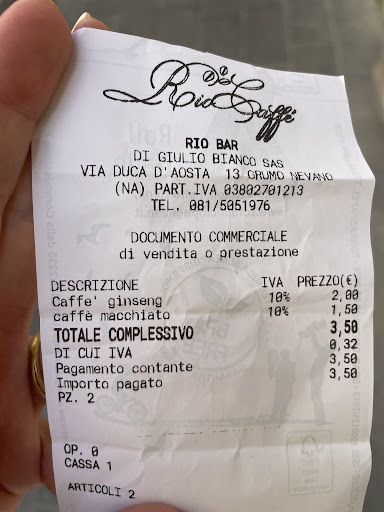 De
Rio Caffé
RIO BAR
DI GIULIO BIANCO SAS
VIA DUCA D'AOSTA 13 GRUMO NEVANO
(NA) PART.IVA 03802701213
TEL. 081/5051976
DOCUMENTO COMMERCIALE
di vendita o prestazione
DESCRIZIONE IVA PREZZO(€)
Caffe' ginseng 10% 2,00
caffè macchiato 10% 1,50
TOTALE COMPLESSIVO 3,50
DI CUI IVA 0,32
Pagamento contante 3,50
Importo pagato 3,50
PZ. 2
OP. 0
CASSA 1
ARTICOLI 2